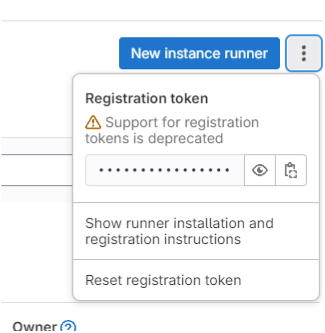 New instance runner
Registration token
Support for registration
tokens is deprecated
• • • • • • • • • • • • • • • •
Show runner installation and
registration instructions
Reset registration token
Owner